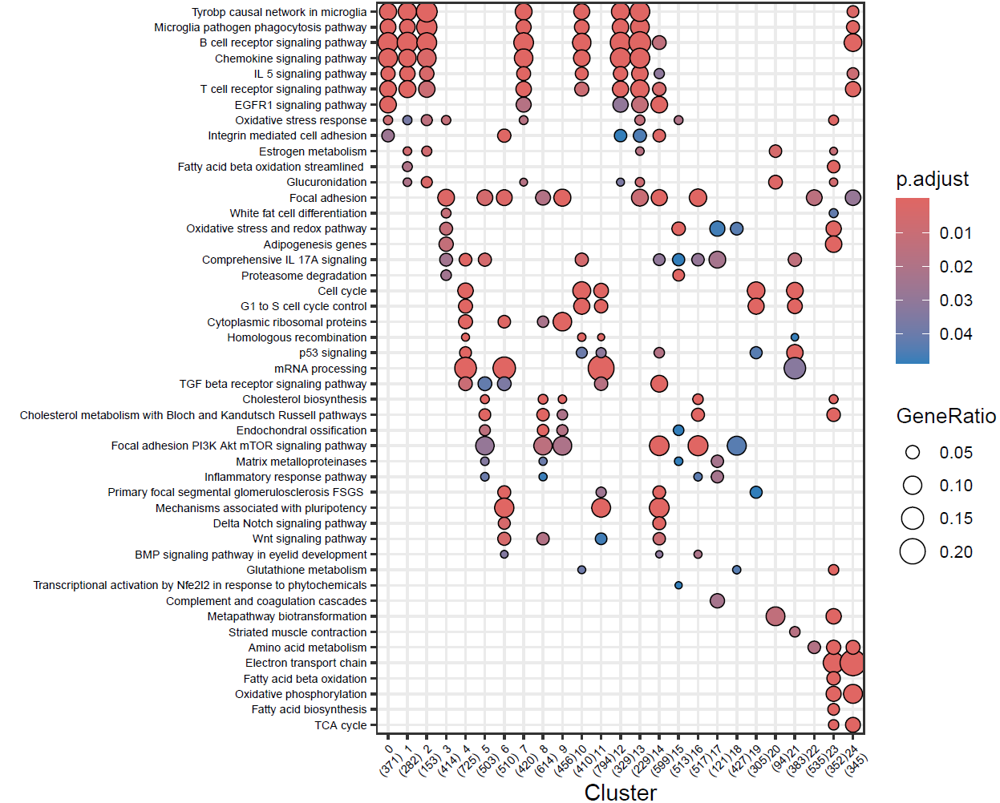 Tyrobp causal network in microglia
Microglia pathogen phagocytosis pathway
B cell receptor signaling pathway
Chemokine signaling pathway
IL 5 signaling pathway
T cell receptor signaling pathway
EGFR1 signaling pathway
Oxidative stress response
Integrin mediated cell adhesion
Estrogen metabolism
Fatty acid beta oxidation streamlined
Glucuronidation
Focal adhesion
White fat cell differentiation
Oxidative stress and redox pathway
Adipogenesis genes
Comprehensive IL 17A signaling
Proteasome degradation
Cell cycle
G1 to S cell cycle control
Cytoplasmic ribosomal proteins
Homologous recombination
p53 signaling
mRNA processing
TGF beta receptor signaling pathway
Cholesterol biosynthesis
Cholesterol metabolism with Bloch and Kandutsch Russell pathways
Endochondral ossification
Focal adhesion PI3K Akt mTOR signaling pathway
Matrix metalloproteinases
Inflammatory response pathway
Primary focal segmental glomerulosclerosis FSGS
Mechanisms associated with pluripotency
Delta Notch signaling pathway
Wnt signaling pathway
BMP signaling pathway in eyelid development
Glutathione metabolism
Transcriptional activation by Nfe2l2 in response to phytochemicals
Complement and coagulation cascades
Metapathway biotransformation
Striated muscle contraction
Amino acid metabolism
Electron transport chain
Fatty acid beta oxidation
Oxidative phosphorylation
Fatty acid biosynthesis
TCA cycle
0
(371)
1
(282)
2
(153)
3
(414)
4
(725)
5
(503)
6
(510)
7
(420)
8
(614)
9
(456)
10
(410)
11
(794)
12
(329)
13
(229)
14
(599)
15
(513)
16
(517)
17
(121)
18
(427)
19
(305)
20
(94)
21
(383)
22
(535)
23
(352)
24
(345)
Cluster
p.adjust
0.01
0.02
0.03
0.04
GeneRatio
0.05
0.10
0.15
0.20